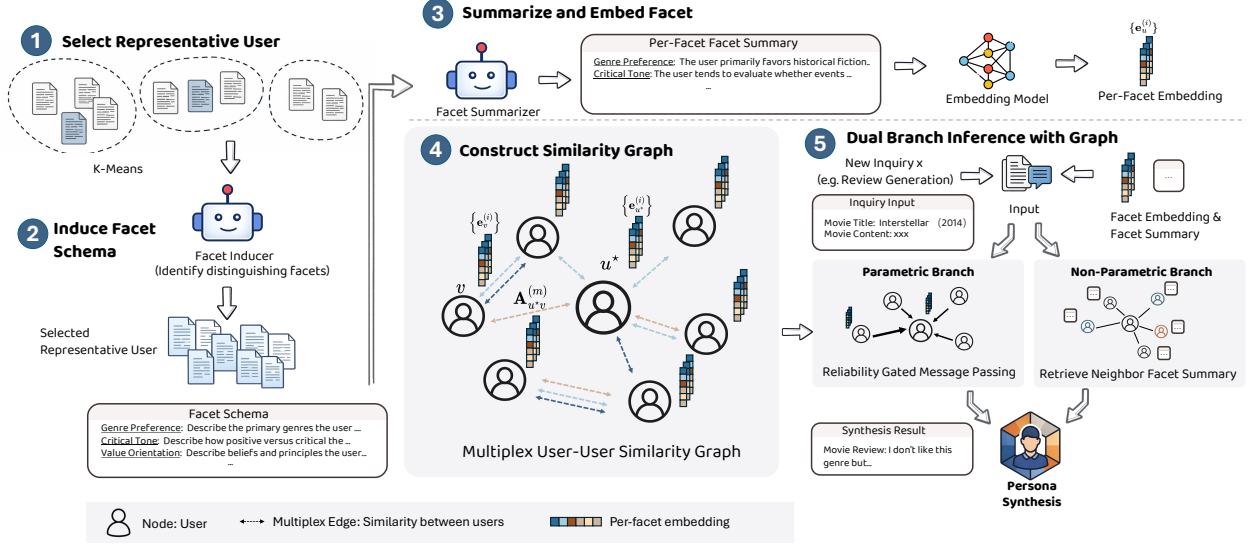 1 Select Representative User
K-Means
2 Induce Facet
Schema
Facet Inducer
(Identify distinguishing facets)
Selected
Representative User
Facet Schema
Genre Preference: Describe the primary genres the user ....
Critical Tone: Describe how positive versus critical the ...
Value Orientation: Describe beliefs and principles the user...
...
3 Summarize and Embed Facet
Facet Summarizer
Per-Facet Facet Summary
Genre Preference: The user primarily favors historical fiction..
Critical Tone: The user tends to evaluate whether events ...
...
Embedding Model
{e_u^{(i)}}
Per-Facet Embedding
4 Construct Similarity Graph
{e_v^{(i)}}
{e_{u*}^{(i)}}
v
u*
A_{u*v}^{(m)}
Multiplex User-User Similarity Graph
5 Dual Branch Inference with Graph
New Inquiry x
(e.g. Review Generation)
Inquiry Input
Movie Title: Interstellar (2014)
Movie Content: xxx
Input
...
Facet Embedding &
Facet Summary
Parametric Branch
Reliability Gated Message Passing
Non-Parametric Branch
...
...
...
...
...
Retrieve Neighbor Facet Summary
Synthesis Result
Movie Review: I don't like this
genre but...
Persona
Synthesis
Node: User
Multiplex Edge: Similarity between users
Per-facet embedding